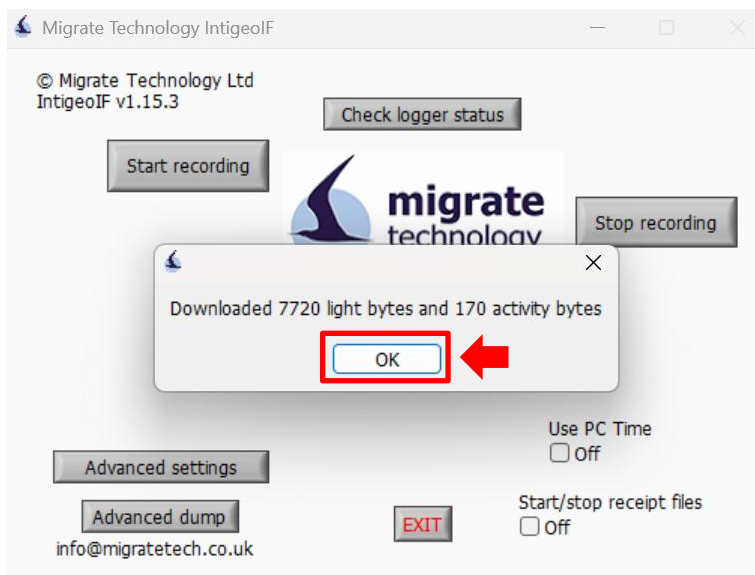 Migrate Technology IntigeoIF
© Migrate Technology Ltd
IntigeoIF v1.15.3
Check logger status
Start recording
migrate
technology
Stop recording
Downloaded 7720 light bytes and 170 activity bytes
OK
Use PC Time
Off
Advanced settings
Start/stop receipt files
Advanced dump
EXIT
Off
info@migratetech.co.uk